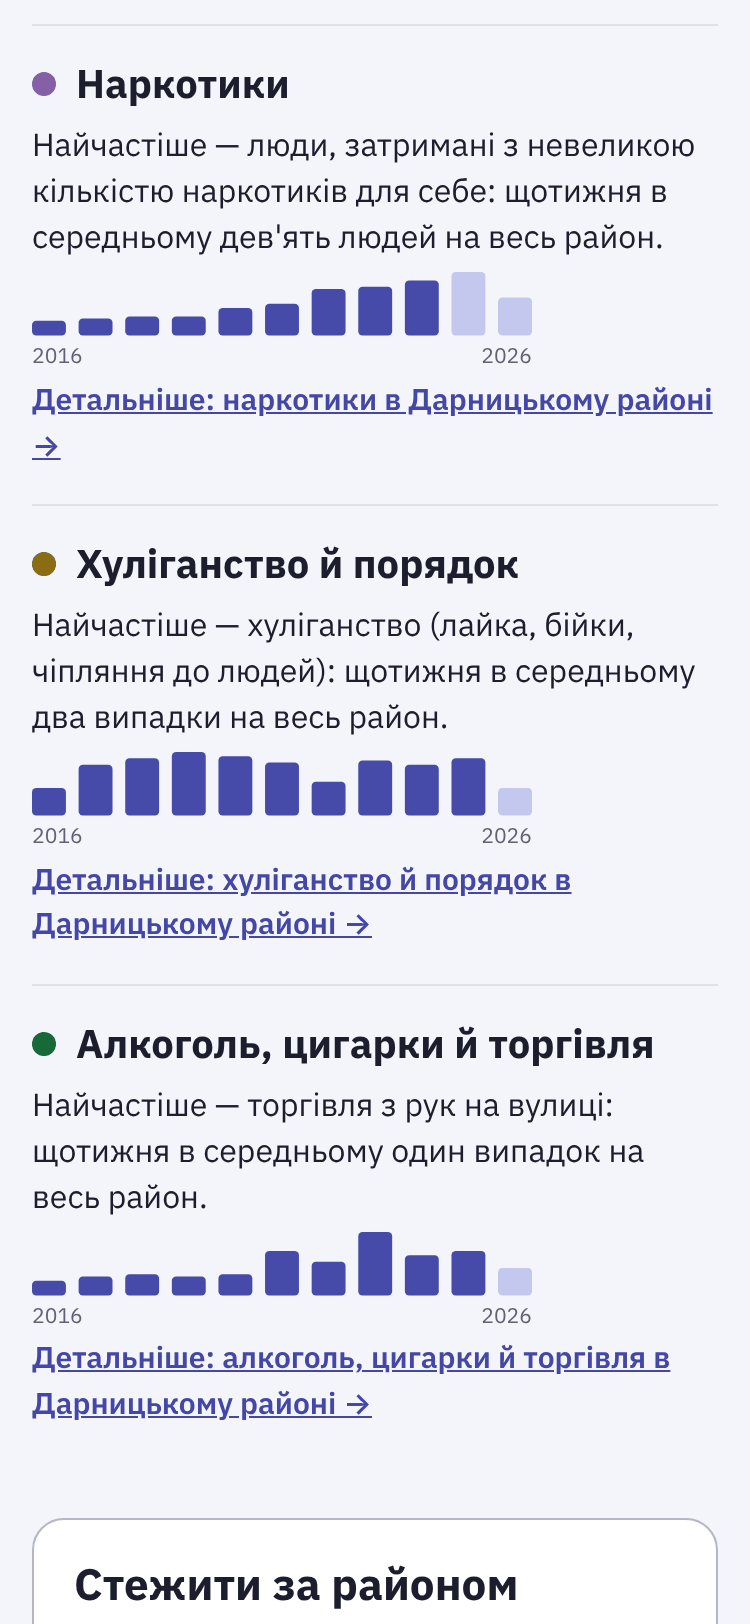 Наркотики
Найчастіше — люди, затримані з невеликою
кількістю наркотиків для себе: щотижня в
середньому дев'ять людей на весь район.
2016 2026
Детальніше: наркотики в Дарницькому районі
→
Хуліганство й порядок
Найчастіше — хуліганство (лайка, бійки,
чіпляння до людей): щотижня в середньому
два випадки на весь район.
2016 2026
Детальніше: хуліганство й порядок в
Дарницькому районі →
Алкоголь, цигарки й торгівля
Найчастіше — торгівля з рук на вулиці:
щотижня в середньому один випадок на
весь район.
2016 2026
Детальніше: алкоголь, цигарки й торгівля в
Дарницькому районі →
Стежити за районом